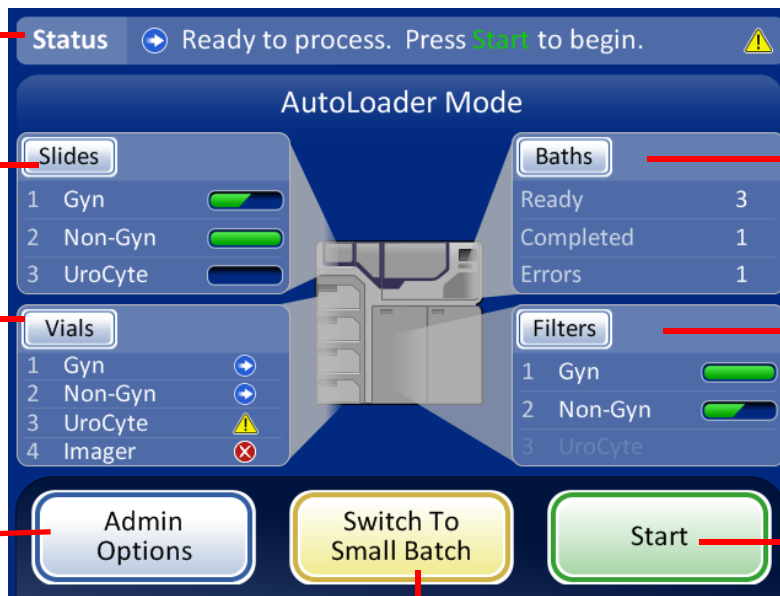 Status Ready to process. Press Start to begin.
AutoLoader Mode
Slides
1 Gyn
2 Non-Gyn
3 UroCyte
Baths
Ready 3
Completed 1
Errors 1
Vials
1 Gyn
2 Non-Gyn
3 UroCyte
4 Imager
Filters
1 Gyn
2 Non-Gyn
3 UroCyte
Admin
Options
Switch To
Small Batch
Start